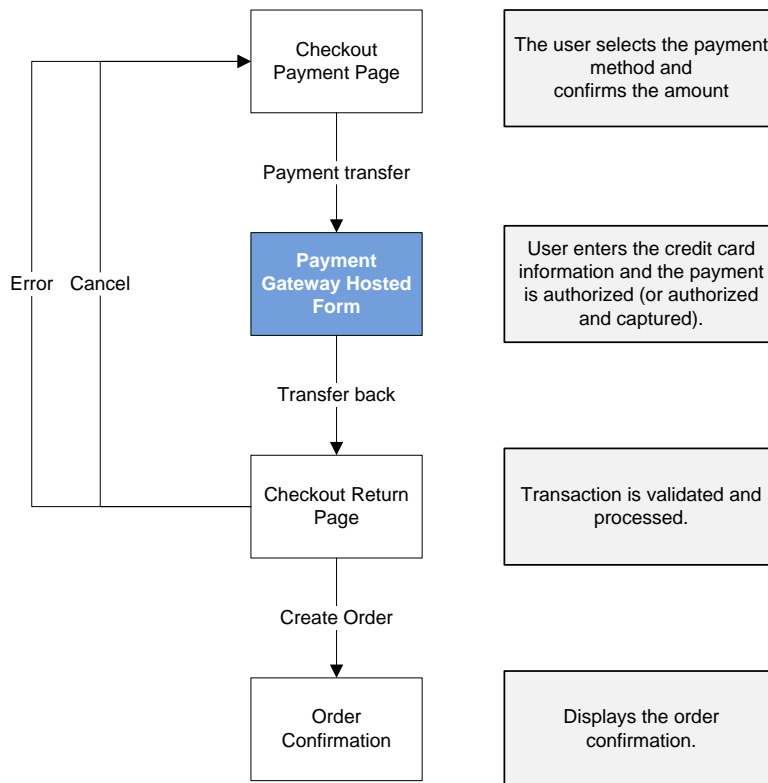 Checkout
Payment Page
The user selects the payment
method and
confirms the amount
Payment transfer
Payment
Gateway Hosted
Form
User enters the credit card
information and the payment
is authorized (or authorized
and captured).
Error
Cancel
Transfer back
Checkout Return
Page
Transaction is validated and
processed.
Create Order
Order
Confirmation
Displays the order
confirmation.